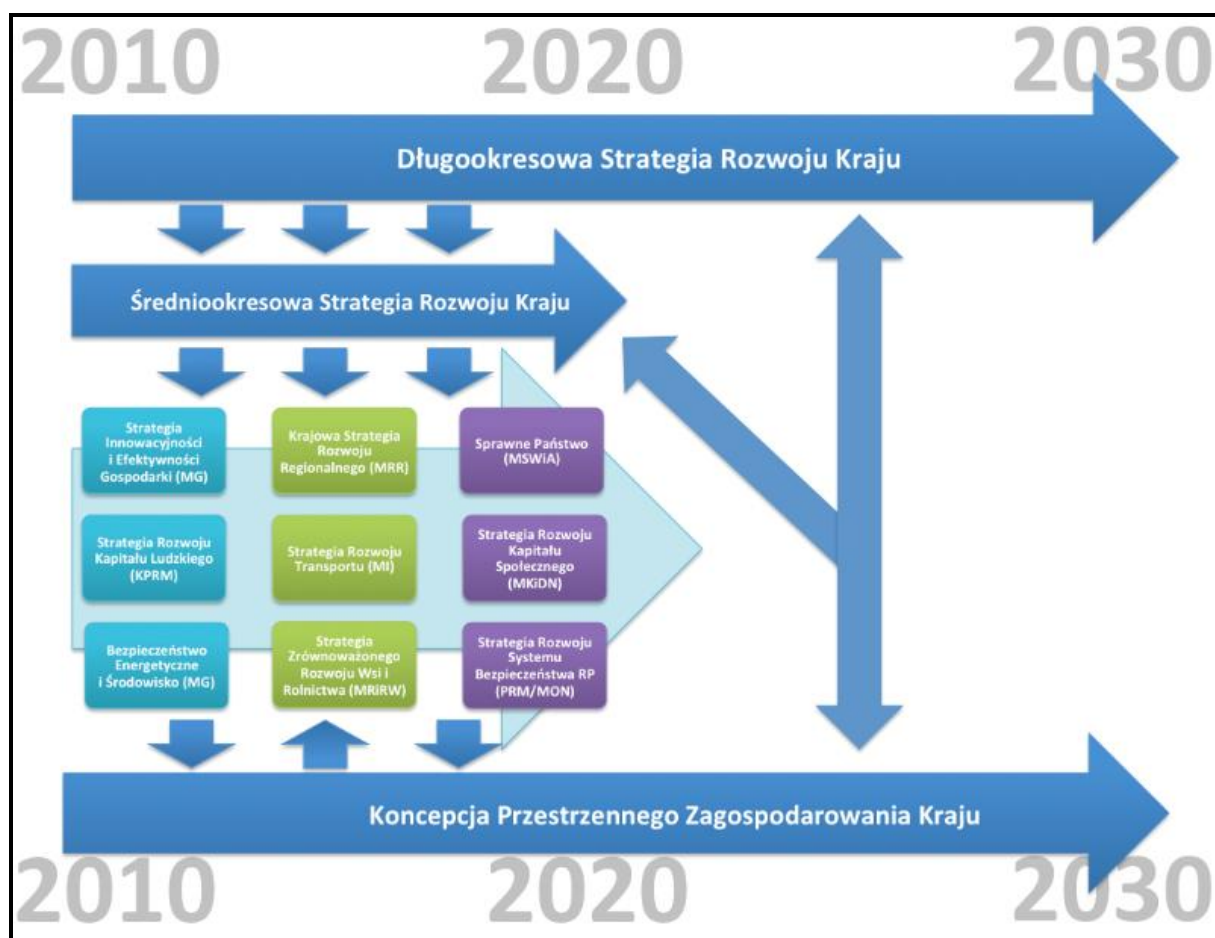 2010 2020 2030
Długookresowa Strategia Rozwoju Kraju
Średniookresowa Strategia Rozwoju Kraju
Strategia
Innowacyjności
i Efektywności
Gospodarki (MG)
Krajowa Strategia
Rozwoju
Regionalnego (MRR)
Sprawne Państwo
(MSWiA)
Strategia Rozwoju
Kapitału Ludzkiego
(KPRM)
Strategia Rozwoju
Transportu (MI)
Strategia Rozwoju
Kapitału
Społecznego
(MKiDN)
Bezpieczeństwo
Energetyczne
i Środowisko (MG)
Strategia
Zrównoważonego
Rozwoju Wsi i
Rolnictwa (MRiRW)
Strategia Rozwoju
Systemu
Bezpieczeństwa RP
(PRM/MON)
Koncepcja Przestrzennego Zagospodarowania Kraju
2010 2020 2030